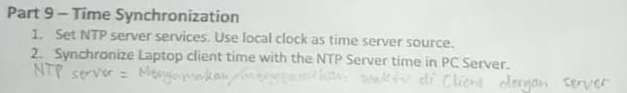 Part 9 – Time Synchronization
1. Set NTP server services. Use local clock as time server source.
2. Synchronize Laptop client time with the NTP Server time in PC Server.
NTP server = waktu di Client dengan server